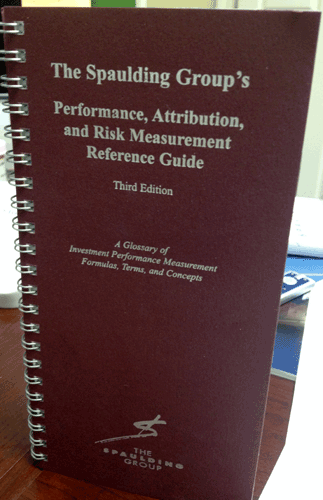 The Spaulding Group's
Performance, Attribution,
and Risk Measurement
Reference Guide
Third Edition
A Glossary of
Investment Performance Measurement
Formulas, Terms, and Concepts
THE
SPAULDING
GROUP